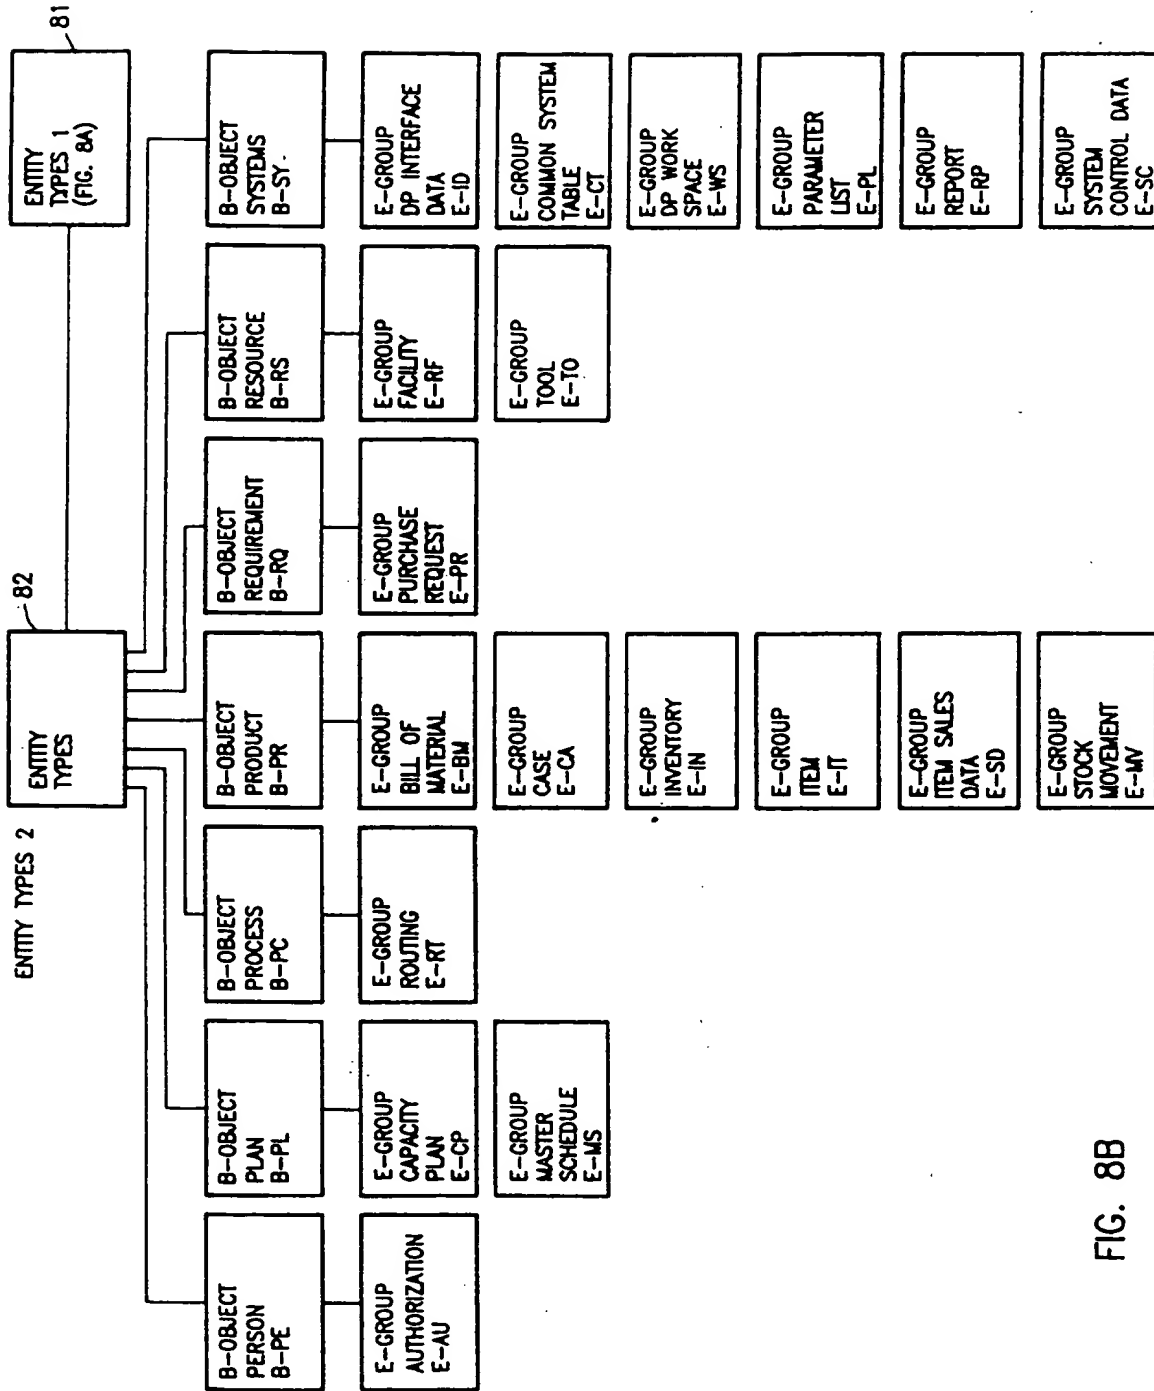 ENTITY TYPES 2
ENTITY
TYPES
82
ENTITY
TYPES 1
(FIG. 8A)
81
B-OBJECT
PERSON
B-PE
E-GROUP
AUTHORIZATION
E-AU
B-OBJECT
PLAN
B-PL
E-GROUP
CAPACITY
PLAN
E-CP
E-GROUP
MASTER
SCHEDULE
E-MS
B-OBJECT
PROCESS
B-PC
E-GROUP
ROUTING
E-RT
B-OBJECT
PRODUCT
B-PR
E-GROUP
BILL OF
MATERIAL
E-BM
E-GROUP
CASE
E-CA
E-GROUP
INVENTORY
E-IN
E-GROUP
ITEM
E-IT
E-GROUP
ITEM SALES
DATA
E-SD
E-GROUP
STOCK
MOVEMENT
E-MV
B-OBJECT
REQUIREMENT
B-RQ
E-GROUP
PURCHASE
REQUEST
E-PR
B-OBJECT
RESOURCE
B-RS
E-GROUP
FACILITY
E-RF
E-GROUP
TOOL
E-TO
B-OBJECT
SYSTEMS
B-SY.
E-GROUP
DP INTERFACE
DATA
E-ID
E-GROUP
COMMON SYSTEM
TABLE
E-CT
E-GROUP
DP WORK
SPACE
E-WS
E-GROUP
PARAMETER
LIST
E-PL
E-GROUP
REPORT
E-RP
E-GROUP
SYSTEM
CONTROL DATA
E-SC
FIG. 8B